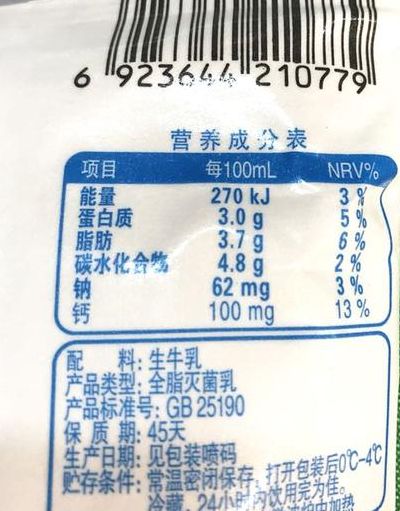 6 923644 210779
营养成分表
项目 每100mL NRV%
能量 270 kJ 3 %
蛋白质 3.0 g 5 %
脂肪 3.7 g 6 %
碳水化合物 4.8 g 2 %
钠 62 mg 3 %
钙 100 mg 13 %
配 料: 生牛乳
产品类型: 全脂灭菌乳
产品标准号: GB 25190
保 质 期: 45天
生产日期: 见包装喷码
贮存条件: 常温密闭保存，打开包装后0℃-4℃
冷藏，24小时内饮用完为佳。